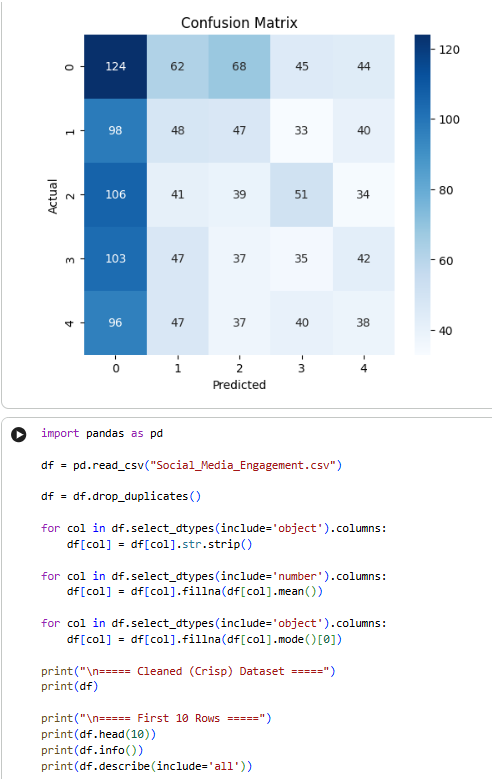 Confusion Matrix
0 124 62 68 45 44
1 98 48 47 33 40
2 106 41 39 51 34
3 103 47 37 35 42
4 96 47 37 40 38
Actual
0 1 2 3 4
Predicted
120
100
80
60
40
import pandas as pd
df = pd.read_csv("Social_Media_Engagement.csv")
df = df.drop_duplicates()
for col in df.select_dtypes(include='object').columns:
    df[col] = df[col].str.strip()
for col in df.select_dtypes(include='number').columns:
    df[col] = df[col].fillna(df[col].mean())
for col in df.select_dtypes(include='object').columns:
    df[col] = df[col].fillna(df[col].mode()[0])
print("\n===== Cleaned (Crisp) Dataset =====")
print(df)
print("\n===== First 10 Rows =====")
print(df.head(10))
print(df.info())
print(df.describe(include='all'))